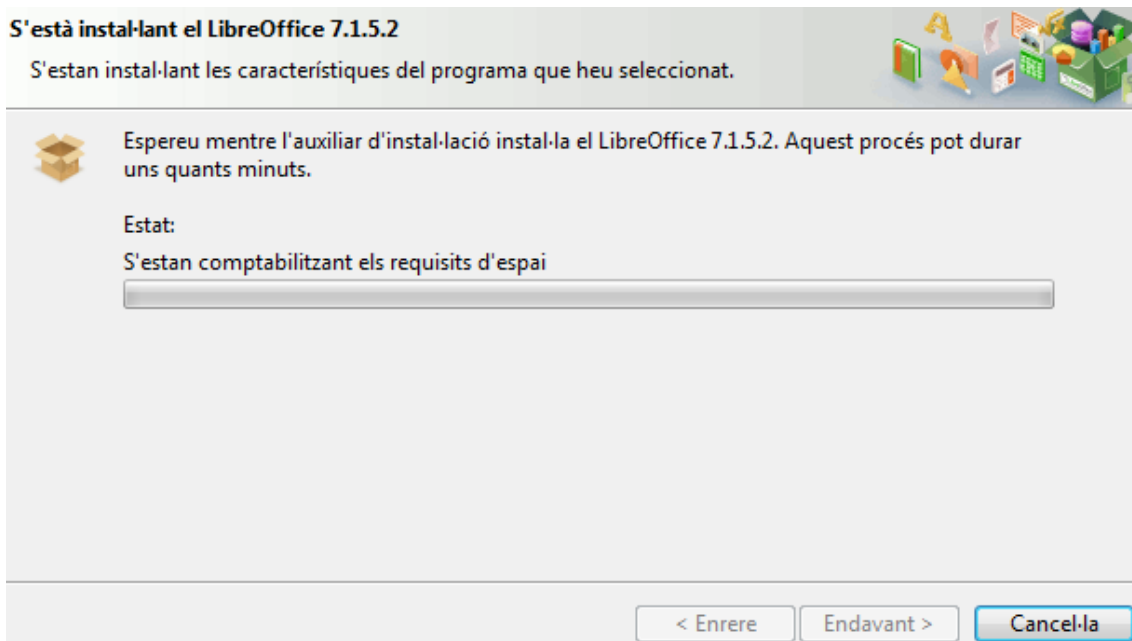 S'està instal·lant el LibreOffice 7.1.5.2
S'estan instal·lant les característiques del programa que heu seleccionat.
Espereu mentre l'auxiliar d'instal·lació instal·la el LibreOffice 7.1.5.2. Aquest procés pot durar
uns quants minuts.
Estat:
S'estan comptabilitzant els requisits d'espai
< Enrere
Endavant >
Cancel·la